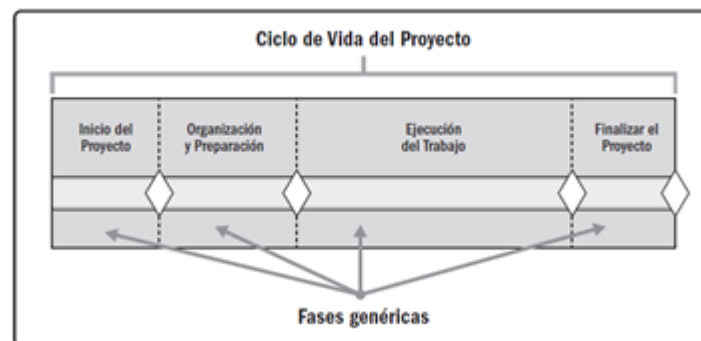 Ciclo de Vida del Proyecto
Inicio del
Proyecto
Organización
y Preparación
Ejecución
del Trabajo
Finalizar el
Proyecto
Fases genéricas